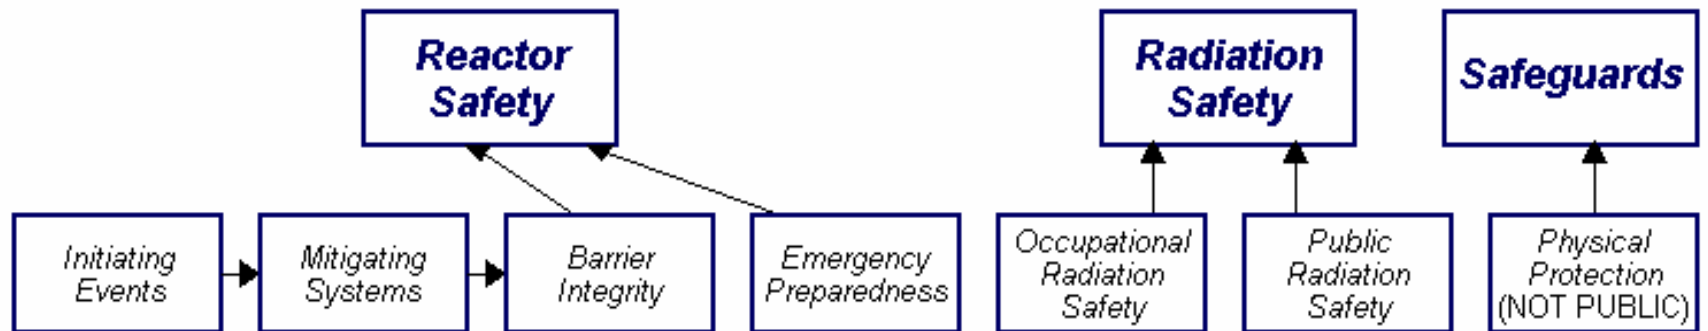 Reactor
Safety
Radiation
Safety
Safeguards
Initiating
Events
Mitigating
Systems
Barrier
Integrity
Emergency
Preparedness
Occupational
Radiation
Safety
Public
Radiation
Safety
Physical
Protection
(NOT PUBLIC)